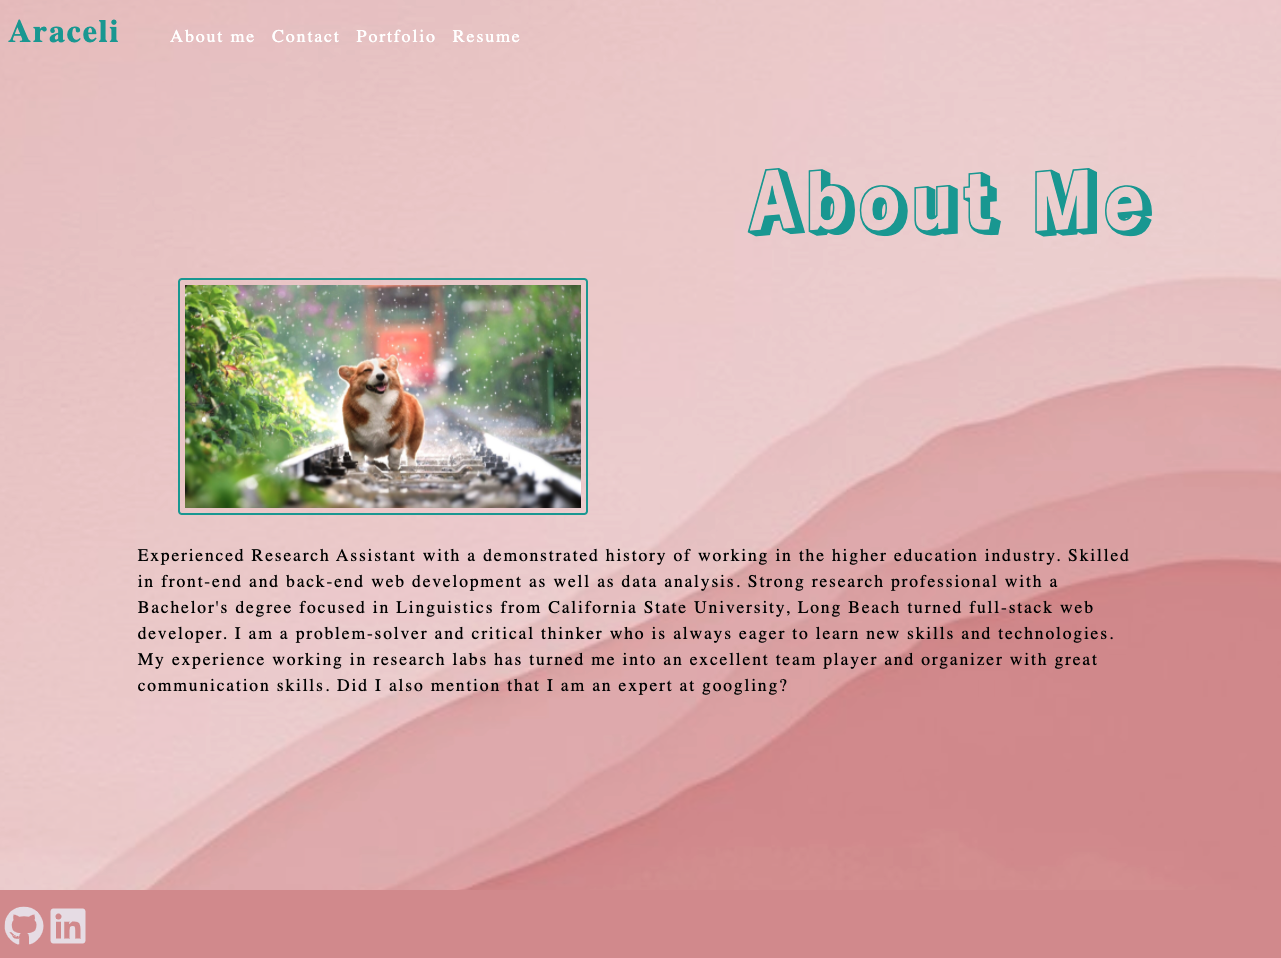 Araceli
About me Contact Portfolio Resume
About Me
Experienced Research Assistant with a demonstrated history of working in the higher education industry. Skilled
in front-end and back-end web development as well as data analysis. Strong research professional with a
Bachelor's degree focused in Linguistics from California State University, Long Beach turned full-stack web
developer. I am a problem-solver and critical thinker who is always eager to learn new skills and technologies.
My experience working in research labs has turned me into an excellent team player and organizer with great
communication skills. Did I also mention that I am an expert at googling?
in